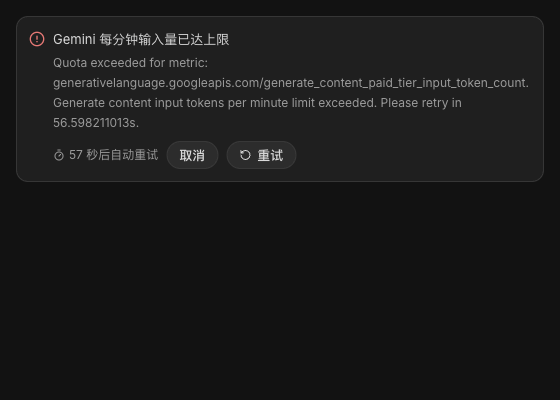 Gemini 每分钟输入量已达上限
Quota exceeded for metric:
generativelanguage.googleapis.com/generate_content_paid_tier_input_token_count.
Generate content input tokens per minute limit exceeded. Please retry in
56.598211013s.
57 秒后自动重试 取消 重试